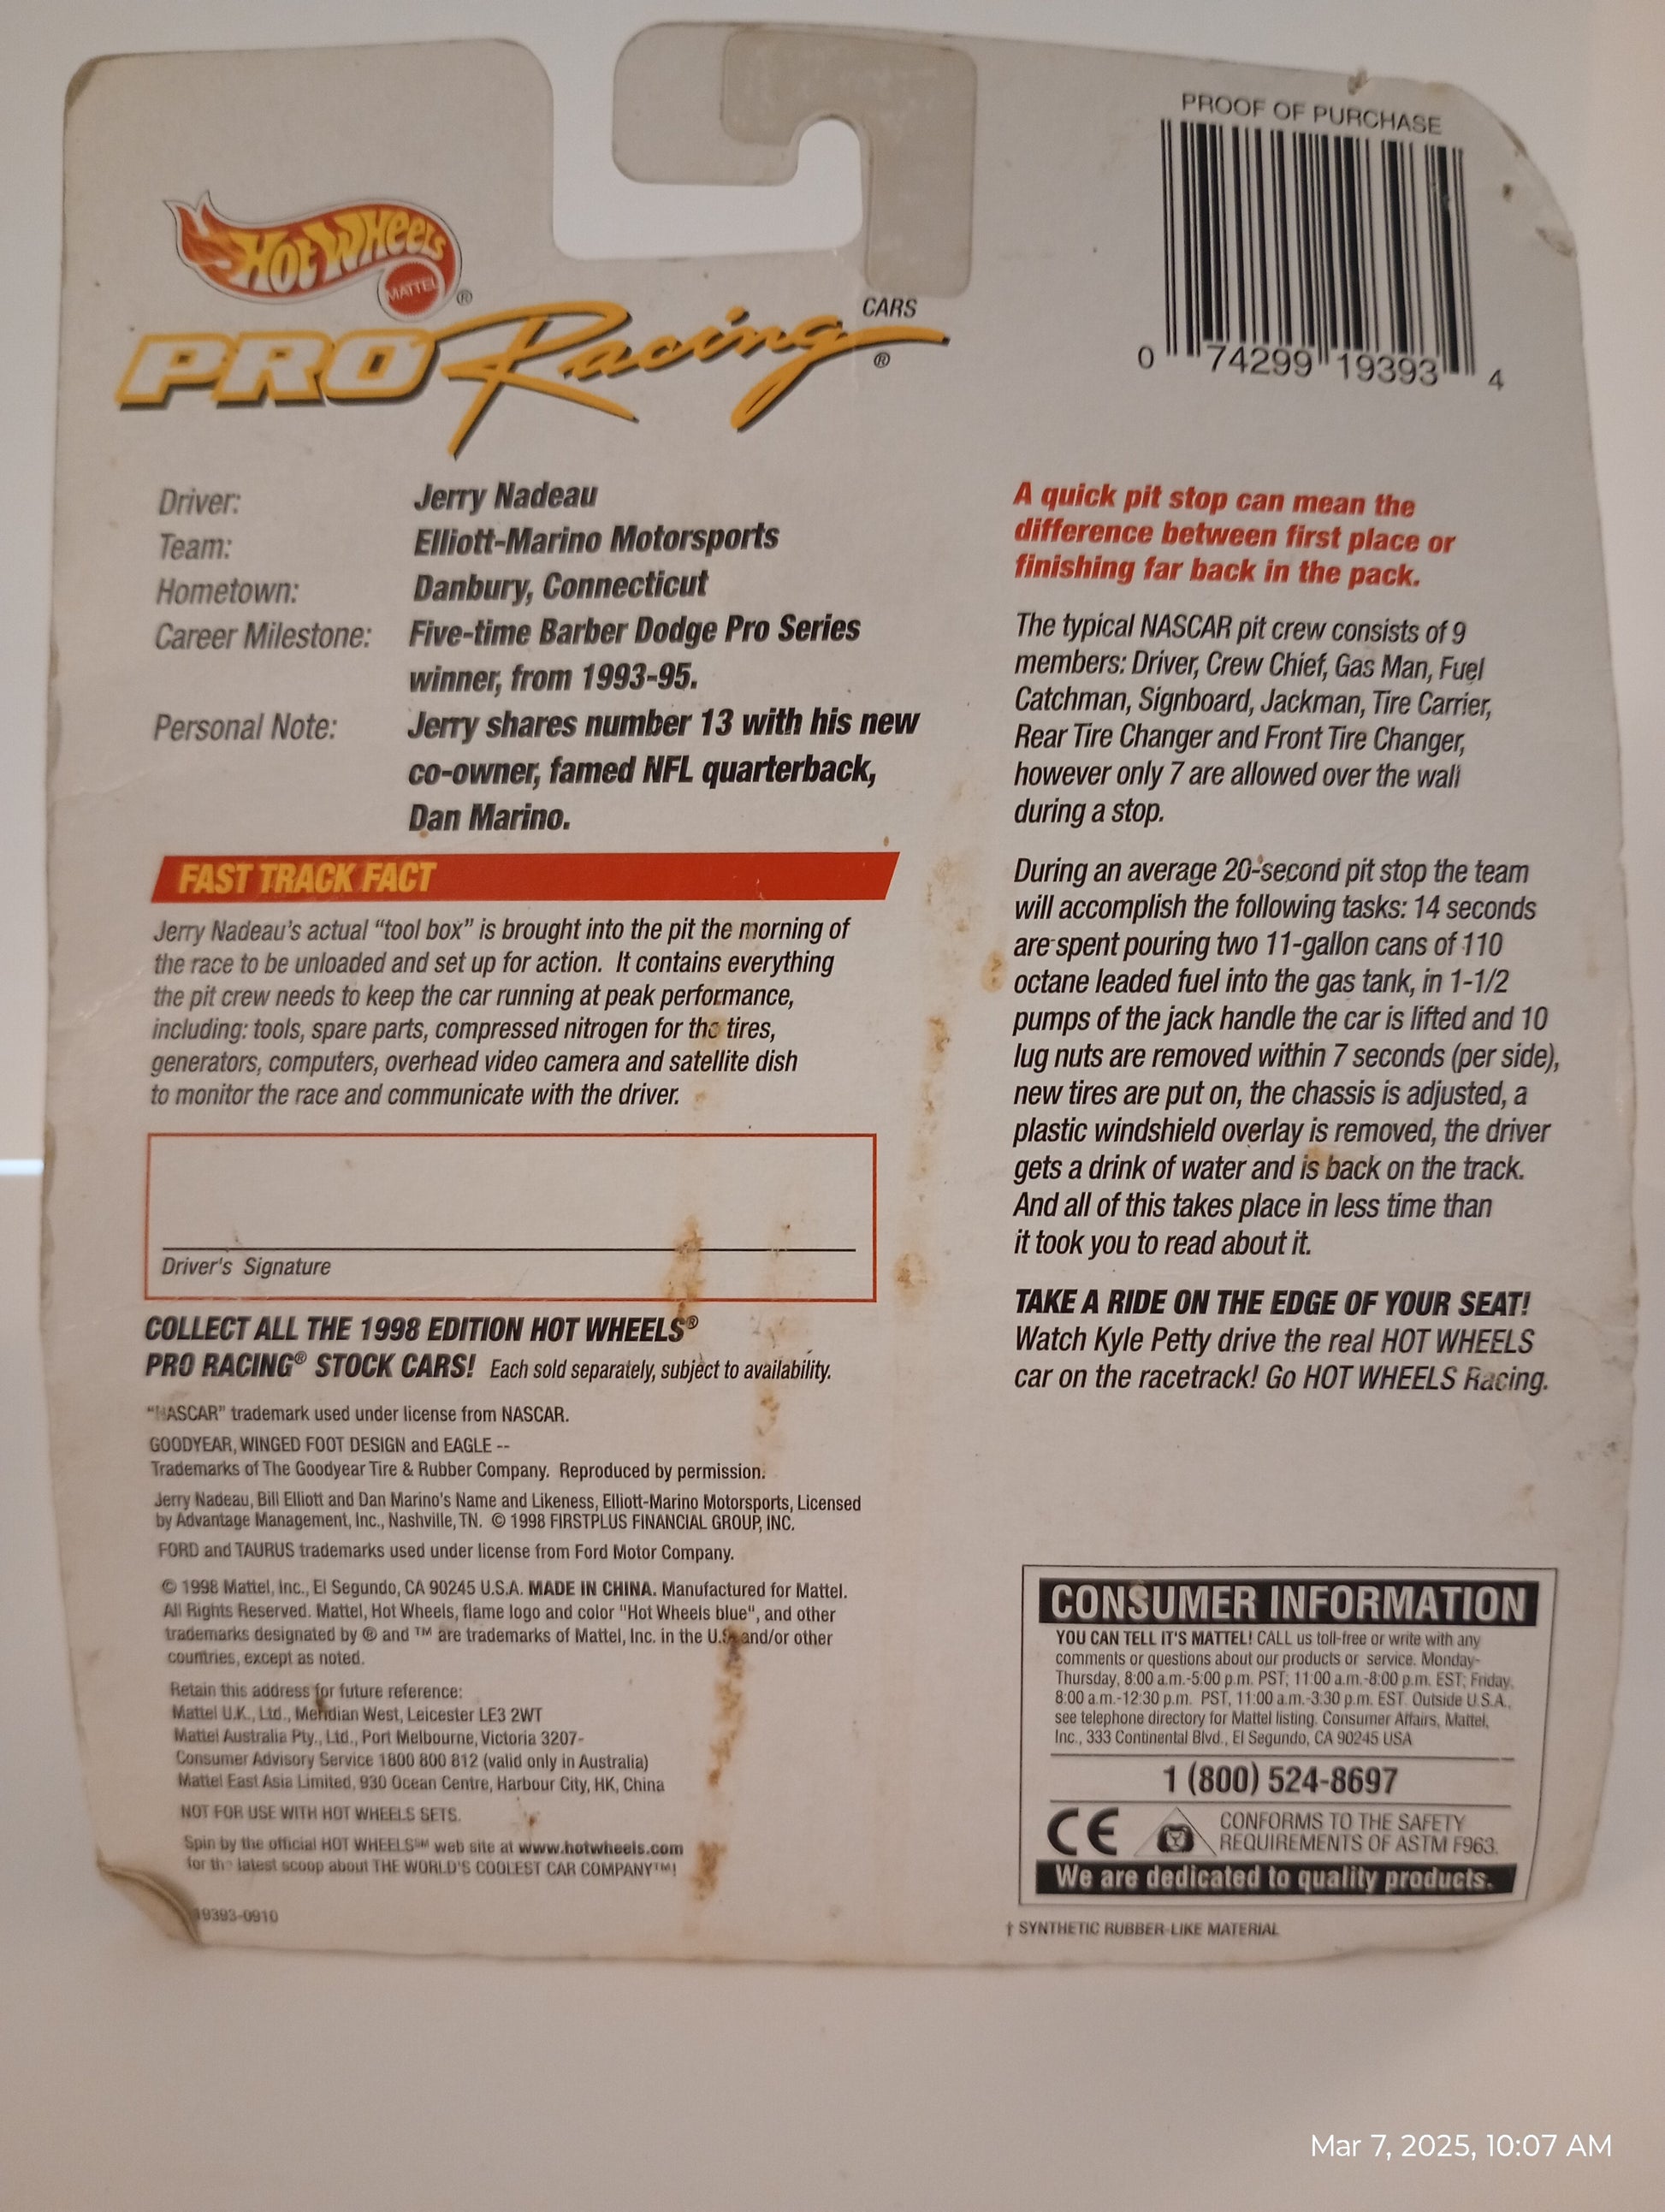 HOT WHEELS
MATTEL
®
PRO Racing
CARS
®
PROOF OF PURCHASE
0 74299 19393 4
Driver: Jerry Nadeau
Team: Elliott-Marino Motorsports
Hometown: Danbury, Connecticut
Career Milestone: Five-time Barber Dodge Pro Series
winner, from 1993-95.
Personal Note: Jerry shares number 13 with his new
co-owner, famed NFL quarterback,
Dan Marino.
FAST TRACK FACT
Jerry Nadeau's actual “tool box” is brought into the pit the morning of
the race to be unloaded and set up for action. It contains everything
the pit crew needs to keep the car running at peak performance,
including: tools, spare parts, compressed nitrogen for the tires,
generators, computers, overhead video camera and satellite dish
to monitor the race and communicate with the driver.
Driver's Signature
COLLECT ALL THE 1998 EDITION HOT WHEELS®
PRO RACING® STOCK CARS! Each sold separately, subject to availability.
“NASCAR” trademark used under license from NASCAR.
GOODYEAR, WINGED FOOT DESIGN and EAGLE --
Trademarks of The Goodyear Tire & Rubber Company. Reproduced by permission.
Jerry Nadeau, Bill Elliott and Dan Marino's Name and Likeness, Elliott-Marino Motorsports, Licensed
by Advantage Management, Inc., Nashville, TN. © 1998 FIRSTPLUS FINANCIAL GROUP, INC.
FORD and TAURUS trademarks used under license from Ford Motor Company.
© 1998 Mattel, Inc., El Segundo, CA 90245 U.S.A. MADE IN CHINA. Manufactured for Mattel.
All Rights Reserved. Mattel, Hot Wheels, flame logo and color "Hot Wheels blue", and other
trademarks designated by ® and ™ are trademarks of Mattel, Inc. in the U.S. and/or other
countries, except as noted.
Retain this address for future reference:
Mattel U.K., Ltd., Meridian West, Leicester LE3 2WT
Mattel Australia Pty., Ltd., Port Melbourne, Victoria 3207-
Consumer Advisory Service 1800 800 812 (valid only in Australia)
Mattel East Asia Limited, 930 Ocean Centre, Harbour City, HK, China
NOT FOR USE WITH HOT WHEELS SETS.
Spin by the official HOT WHEELS℠ web site at www.hotwheels.com
for the latest scoop about THE WORLD'S COOLEST CAR COMPANY™!
19393-0910
A quick pit stop can mean the
difference between first place or
finishing far back in the pack.
The typical NASCAR pit crew consists of 9
members: Driver, Crew Chief, Gas Man, Fuel
Catchman, Signboard, Jackman, Tire Carrier,
Rear Tire Changer and Front Tire Changer,
however only 7 are allowed over the wall
during a stop.
During an average 20-second pit stop the team
will accomplish the following tasks: 14 seconds
are spent pouring two 11-gallon cans of 110
octane leaded fuel into the gas tank, in 1-1/2
pumps of the jack handle the car is lifted and 10
lug nuts are removed within 7 seconds (per side),
new tires are put on, the chassis is adjusted, a
plastic windshield overlay is removed, the driver
gets a drink of water and is back on the track.
And all of this takes place in less time than
it took you to read about it.
TAKE A RIDE ON THE EDGE OF YOUR SEAT!
Watch Kyle Petty drive the real HOT WHEELS
car on the racetrack! Go HOT WHEELS Racing.
CONSUMER INFORMATION
YOU CAN TELL IT'S MATTEL! CALL us toll-free or write with any
comments or questions about our products or service. Monday-
Thursday, 8:00 a.m.-5:00 p.m. PST; 11:00 a.m.-8:00 p.m. EST; Friday,
8:00 a.m.-12:30 p.m. PST, 11:00 a.m.-3:30 p.m. EST. Outside U.S.A.,
see telephone directory for Mattel listing. Consumer Affairs, Mattel,
Inc., 333 Continental Blvd., El Segundo, CA 90245 USA
1 (800) 524-8697
CE
CONFORMS TO THE SAFETY
REQUIREMENTS OF ASTM F963.
We are dedicated to quality products.
† SYNTHETIC RUBBER-LIKE MATERIAL
Mar 7, 2025, 10:07 AM